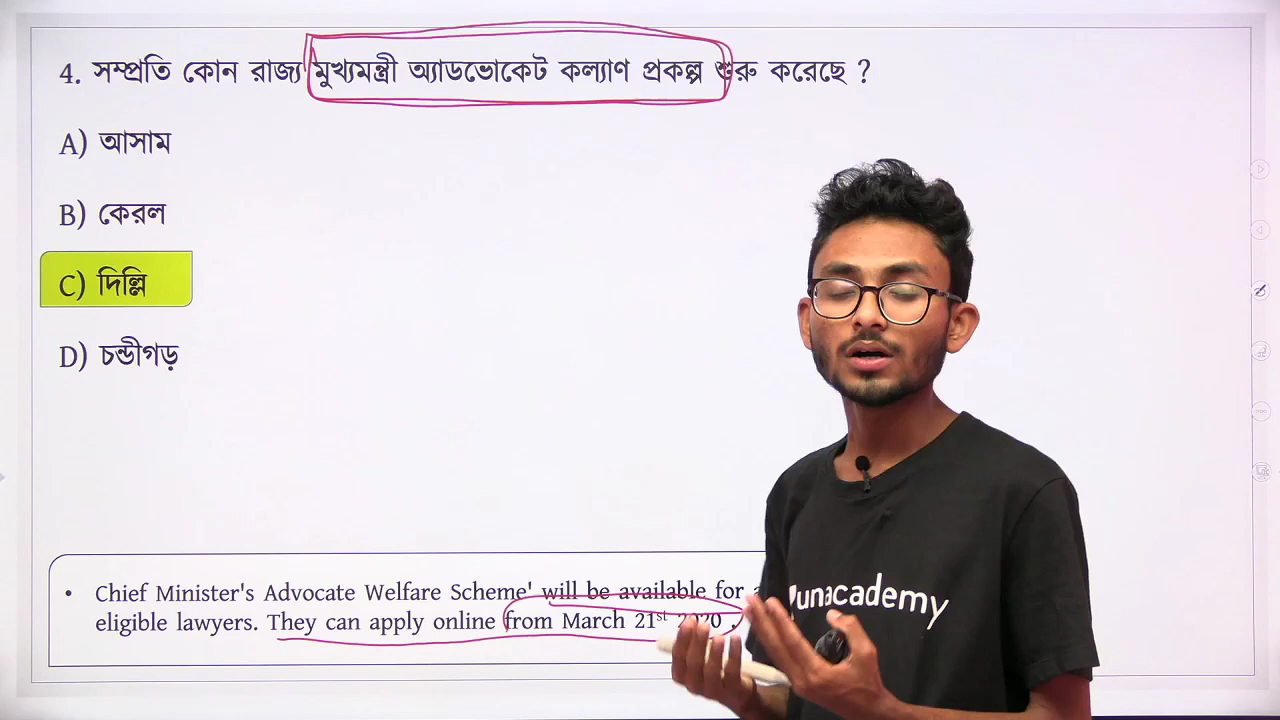 4. সম্প্রতি কোন রাজ্য মুখ্যমন্ত্রী অ্যাডভোকেট কল্যাণ প্রকল্প শুরু করেছে ?
A) আসাম
B) কেরল
C) দিল্লি
D) চন্ডীগড়
• Chief Minister's Advocate Welfare Scheme' will be available for
eligible lawyers. They can apply online from March 21st 2020 .
unacademy